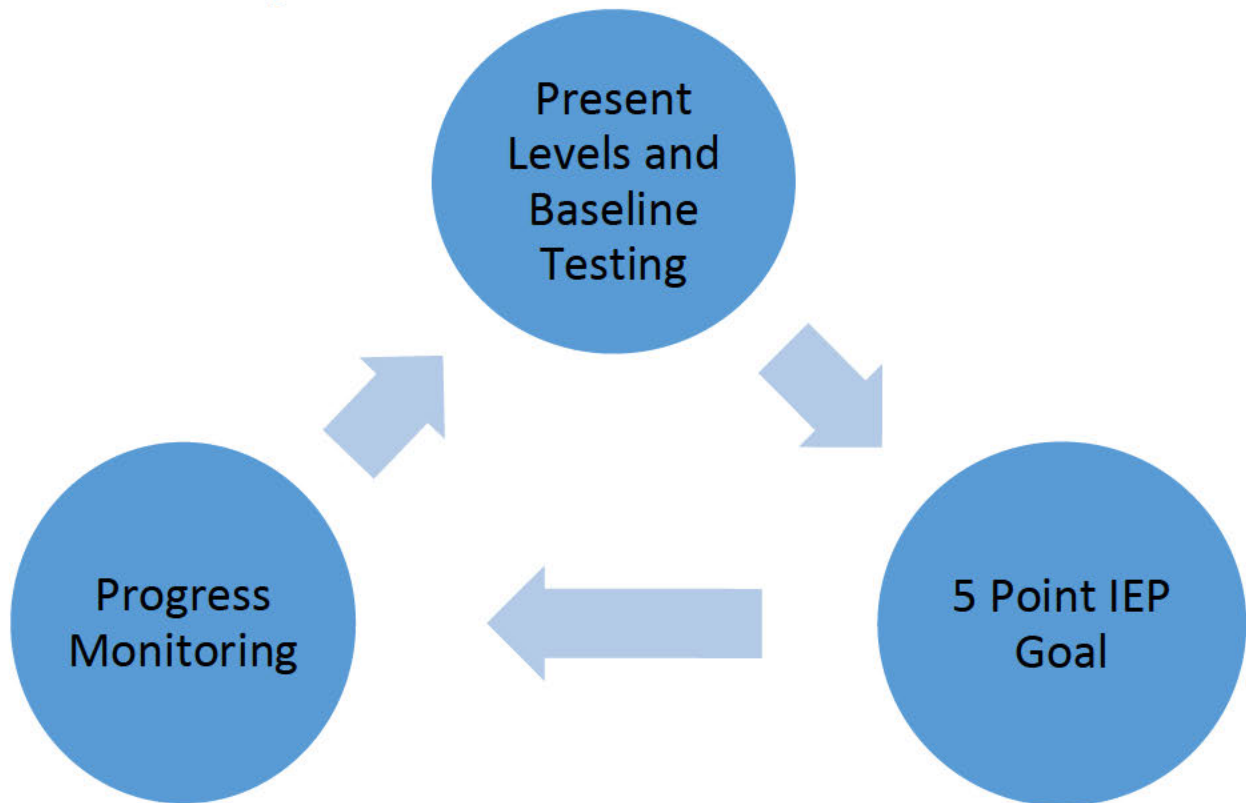 Present
Levels and
Baseline
Testing
Progress
Monitoring
5 Point IEP
Goal